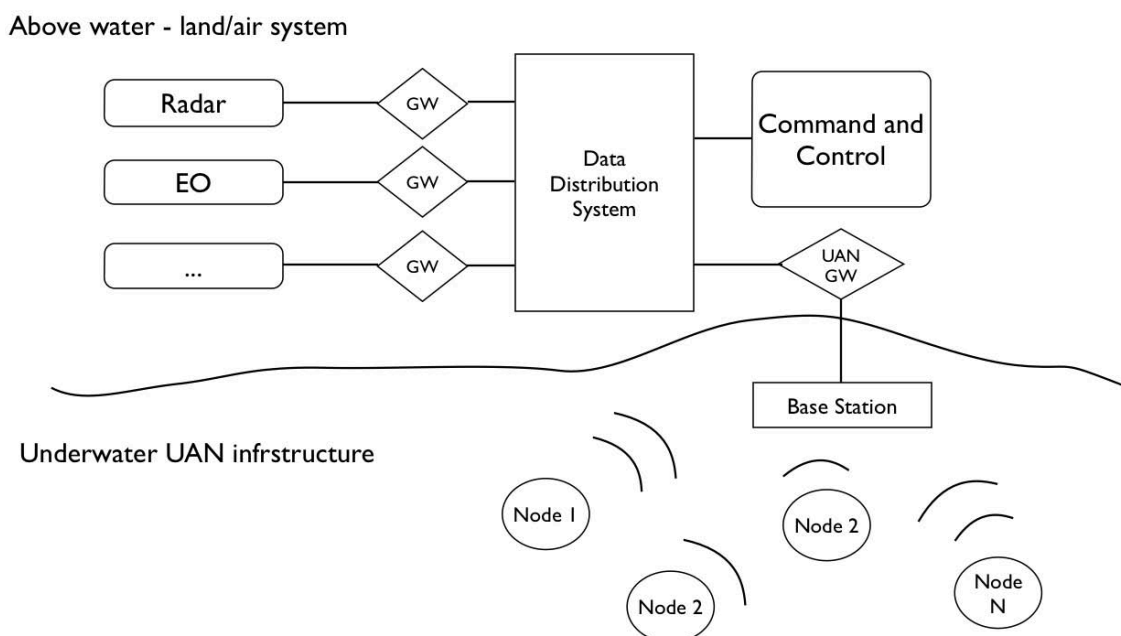 Above water - land/air system
Radar
GW
EO
GW
...
GW
Data
Distribution
System
Command and
Control
UAN
GW
Base Station
Underwater UAN infrstructure
Node 1
Node 2
Node 2
Node
N